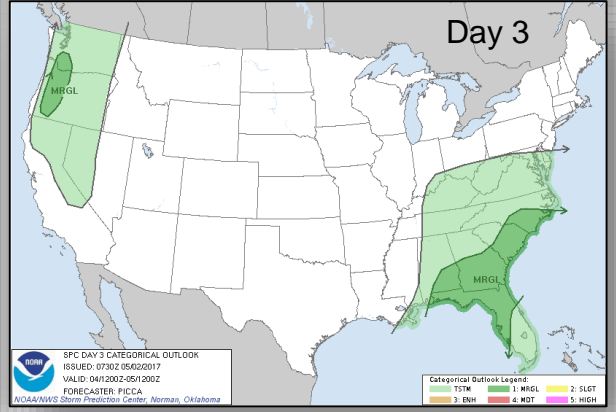 Day 3
MRGL
MRGL
NOAA
SPC DAY 3 CATEGORICAL OUTLOOK
ISSUED: 0730Z 05/02/2017
VALID: 04/1200Z-05/1200Z
FORECASTER: PICCA
NOAA/NWS Storm Prediction Center, Norman, Oklahoma
Categorical Outlook Legend:
TSTM 1: MRGL 2: SLGT
3: ENH 4: MDT 5: HIGH